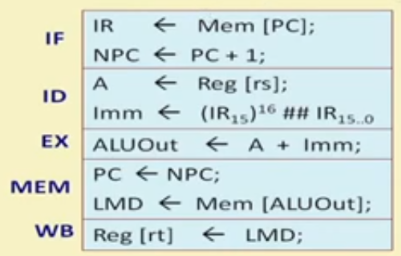 IF
IR ← Mem [PC];
NPC ← PC + 1;
ID
A ← Reg [rs];
Imm ← (IR₁₅)¹⁶ ## IR₁₅..₀
EX
ALUOut ← A + Imm;
MEM
PC ← NPC;
LMD ← Mem [ALUOut];
WB
Reg [rt] ← LMD;